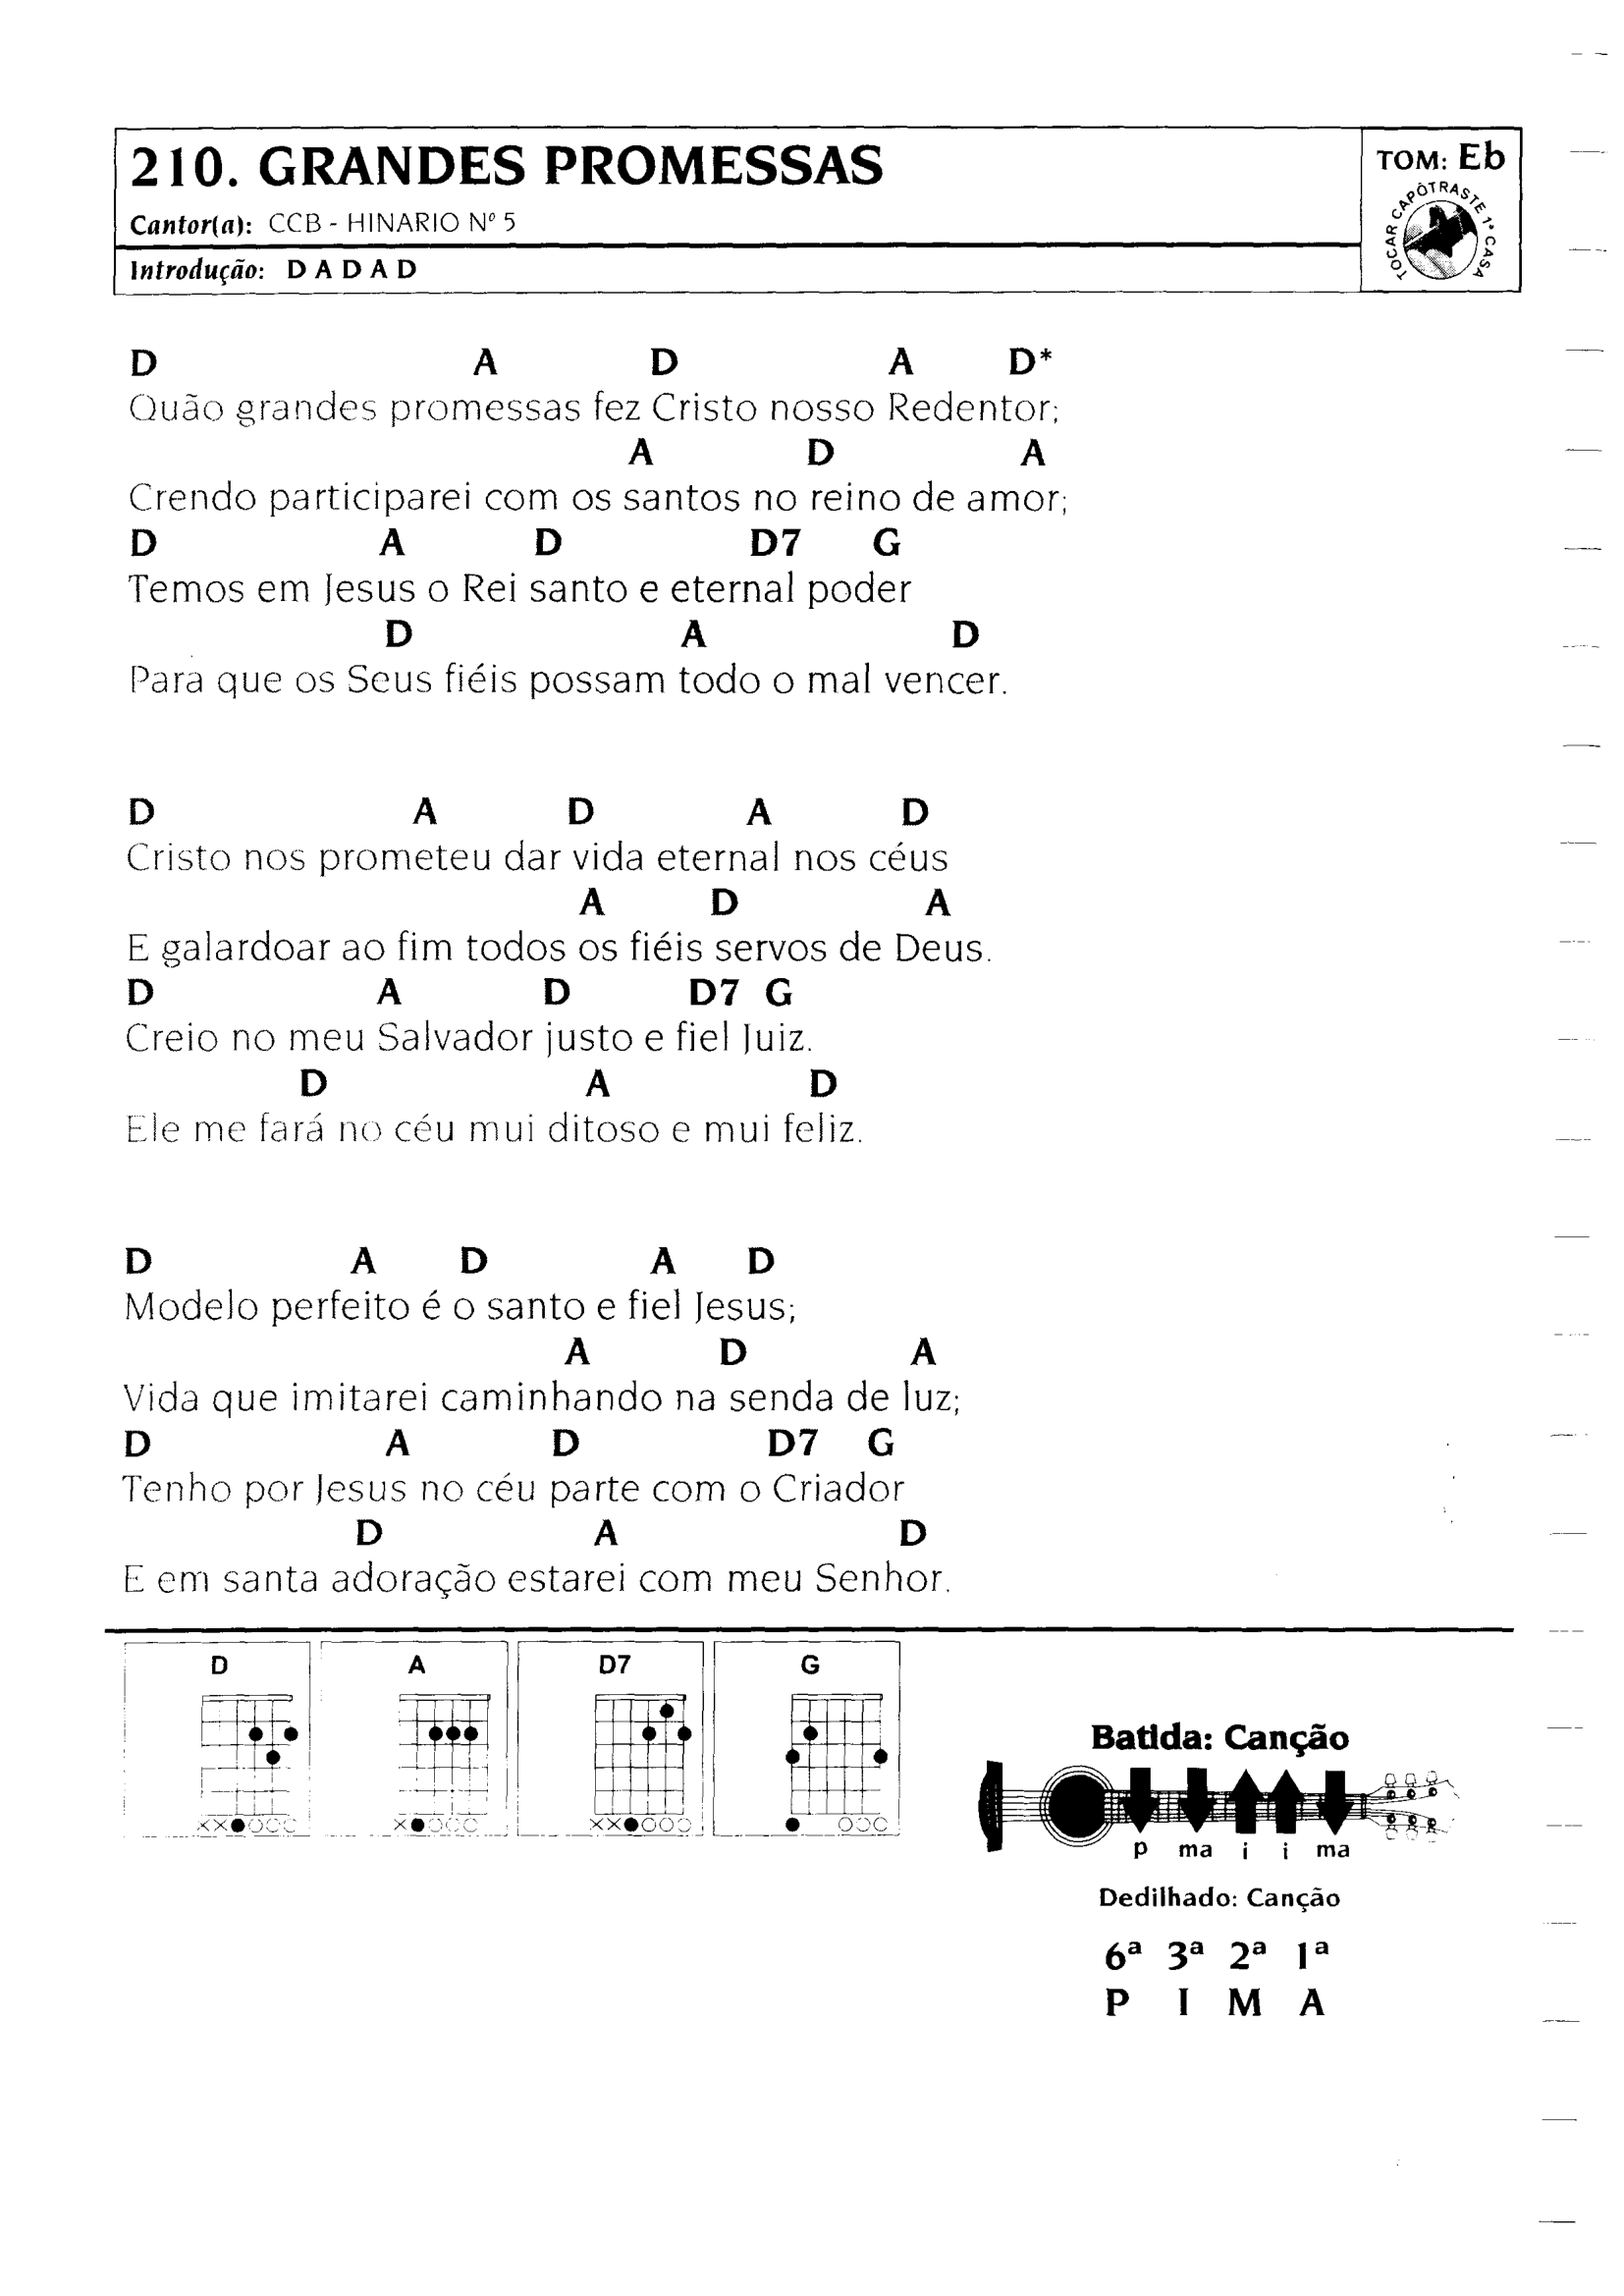 210. GRANDES PROMESSAS
Cantor(a): CCB - HINARIO Nº 5
Introdução: D A D A D
TOM: Eb
TOCAR CAPÔTRASTE 1ª CASA
D A D A D*
Quão grandes promessas fez Cristo nosso Redentor;
A D A
Crendo participarei com os santos no reino de amor;
D A D D7 G
Temos em Jesus o Rei santo e eternal poder
D A D
Para que os Seus fiéis possam todo o mal vencer.
D A D A D
Cristo nos prometeu dar vida eternal nos céus
A D A
E galardoar ao fim todos os fiéis servos de Deus.
D A D D7 G
Creio no meu Salvador justo e fiel Juiz.
D A D
Ele me fará no céu mui ditoso e mui feliz.
D A D A D
Modelo perfeito é o santo e fiel Jesus;
A D A
Vida que imitarei caminhando na senda de luz;
D A D D7 G
Tenho por Jesus no céu parte com o Criador
D A D
E em santa adoração estarei com meu Senhor.
D A D7 G
Batida: Canção
p ma i i ma
Dedilhado: Canção
6ª 3ª 2ª 1ª
P I M A